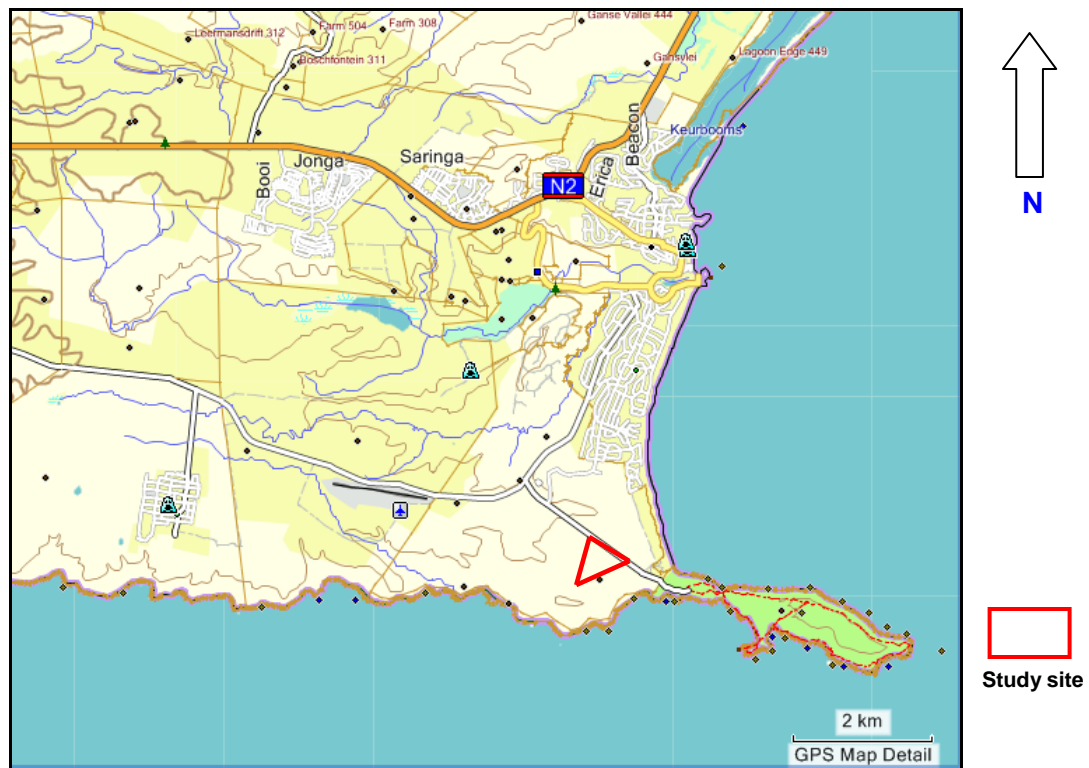 Ganse Vallei 444
Farm 504
Farm 308
Leermansdrift 312
Lagoon Edge 449
Gansvlei
Boschfontein 311
Keurbooms
Beacon
Saringa
Jonga
Booi
Erica
N2
N
Study site
2 km
GPS Map Detail